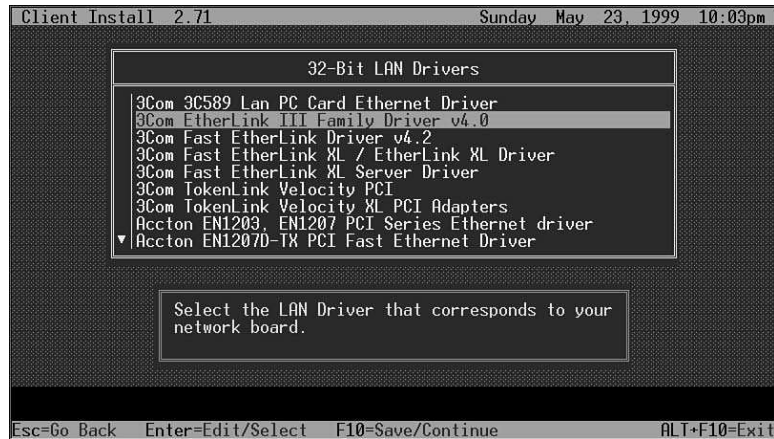 Client Install 2.71 Sunday May 23, 1999 10:03pm
32-Bit LAN Drivers
3Com 3C589 Lan PC Card Ethernet Driver
3Com EtherLink III Family Driver v4.0
3Com Fast EtherLink Driver v4.2
3Com Fast EtherLink XL / EtherLink XL Driver
3Com Fast EtherLink XL Server Driver
3Com TokenLink Velocity PCI
3Com TokenLink Velocity XL PCI Adapters
Accton EN1203, EN1207 PCI Series Ethernet driver
▼ Accton EN1207D-TX PCI Fast Ethernet Driver
Select the LAN Driver that corresponds to your
network board.
Esc=Go Back Enter=Edit/Select F10=Save/Continue ALT+F10=Exit